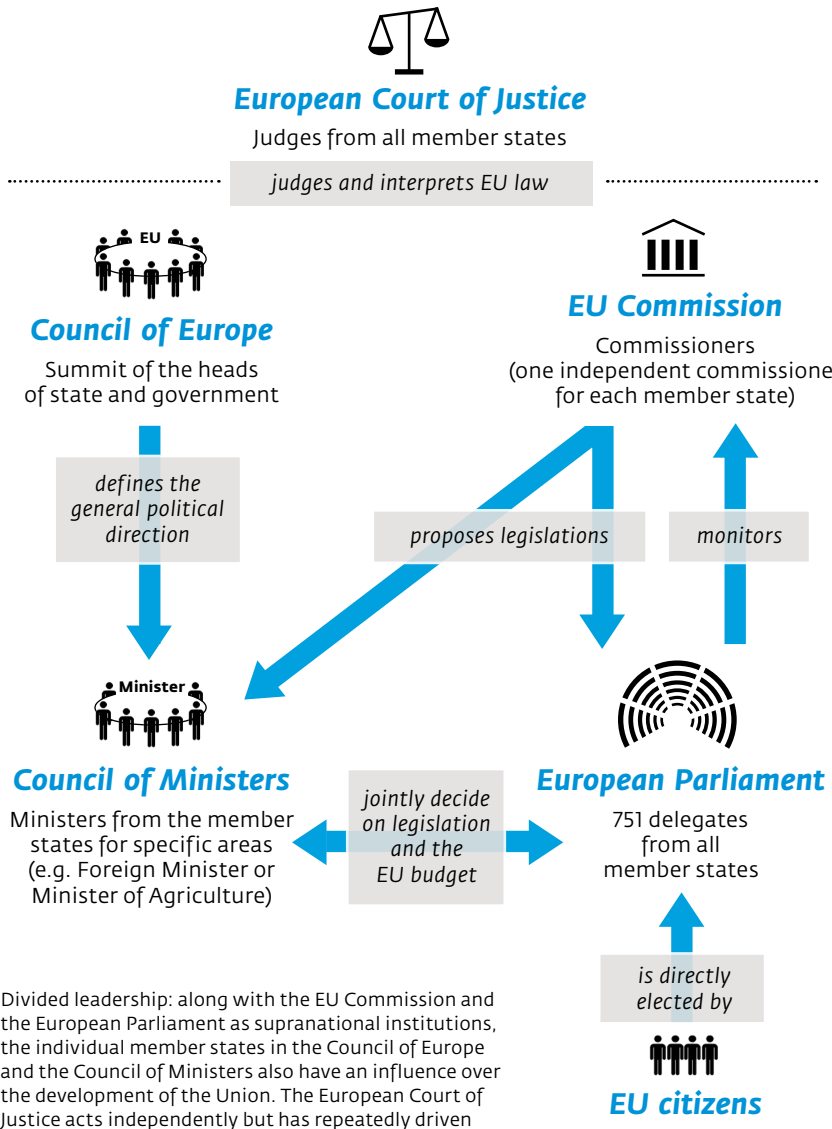 European Court of Justice
Judges from all member states
judges and interprets EU law
EU
Council of Europe
Summit of the heads
of state and government
EU Commission
Commissioners
(one independent commissione
for each member state)
defines the
general political
direction
proposes legislations
monitors
Minister
Council of Ministers
Ministers from the member
states for specific areas
(e.g. Foreign Minister or
Minister of Agriculture)
jointly decide
on legislation
and the
EU budget
European Parliament
751 delegates
from all
member states
is directly
elected by
EU citizens
Divided leadership: along with the EU Commission and
the European Parliament as supranational institutions,
the individual member states in the Council of Europe
and the Council of Ministers also have an influence over
the development of the Union. The European Court of
Justice acts independently but has repeatedly driven